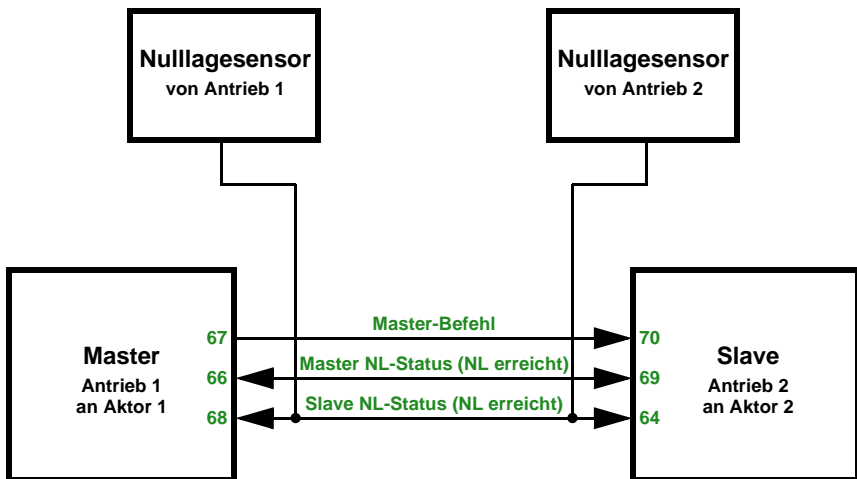 Nulllagesensor
von Antrieb 1
Nulllagesensor
von Antrieb 2
Master
Antrieb 1
an Aktor 1
67
66
68
Master-Befehl
Master NL-Status (NL erreicht)
Slave NL-Status (NL erreicht)
70
69
64
Slave
Antrieb 2
an Aktor 2